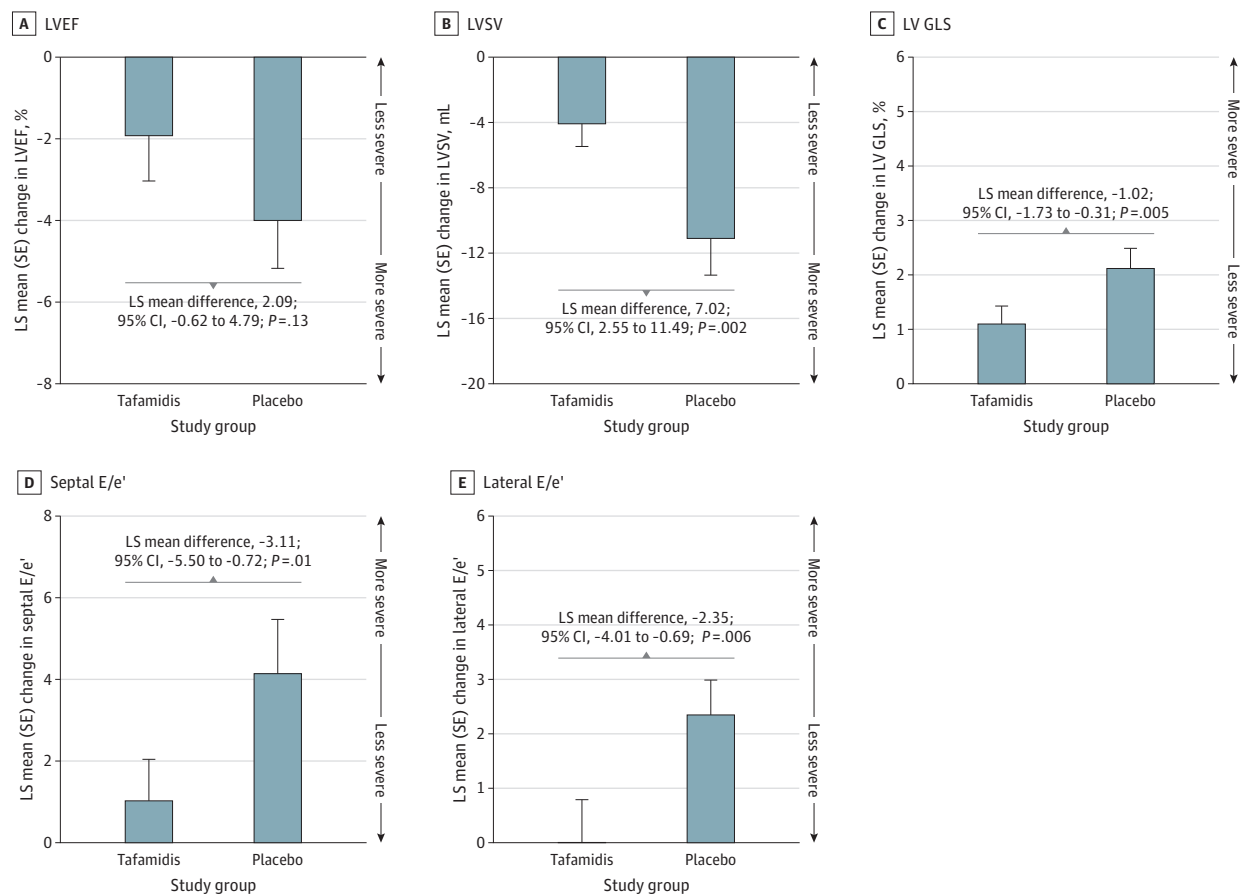 A LVEF
LS mean (SE) change in LVEF, %
0
-2
-4
-6
-8
LS mean difference, 2.09;
95% CI, -0.62 to 4.79; P=.13
Less severe
More severe
Tafamidis Placebo
Study group
B LVSV
LS mean (SE) change in LVSV, mL
0
-4
-8
-12
-16
-20
LS mean difference, 7.02;
95% CI, 2.55 to 11.49; P=.002
Less severe
More severe
Tafamidis Placebo
Study group
C LV GLS
LS mean (SE) change in LV GLS, %
6
5
4
3
2
1
0
LS mean difference, -1.02;
95% CI, -1.73 to -0.31; P=.005
More severe
Less severe
Tafamidis Placebo
Study group
D Septal E/e'
LS mean (SE) change in septal E/e'
8
6
4
2
0
LS mean difference, -3.11;
95% CI, -5.50 to -0.72; P=.01
More severe
Less severe
Tafamidis Placebo
Study group
E Lateral E/e'
LS mean (SE) change in lateral E/e'
6
5
4
3
2
1
0
LS mean difference, -2.35;
95% CI, -4.01 to -0.69; P=.006
More severe
Less severe
Tafamidis Placebo
Study group